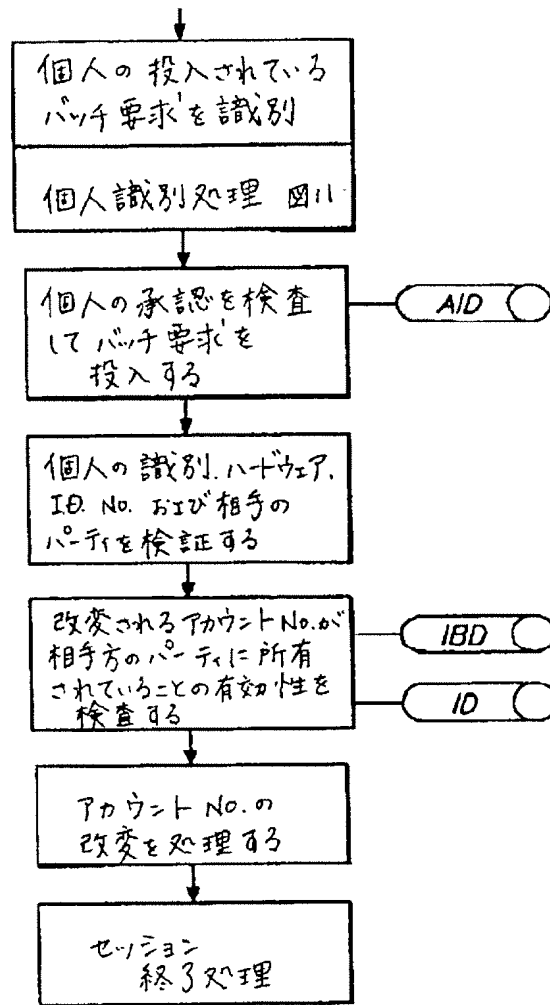 個人の投入されている
バッチ要求を識別
個人識別処理 図11
個人の承認を検査
して バッチ要求を
投入する
AID
個人の識別、ハードウェア、
ID. No. および相手の
パーティを検証する
改変されるアカウントNo.が
相手方のパーティに所有
されていることの有効性を
検査する
IBD
ID
アカウント No. の
改変を処理する
セッション
終了処理